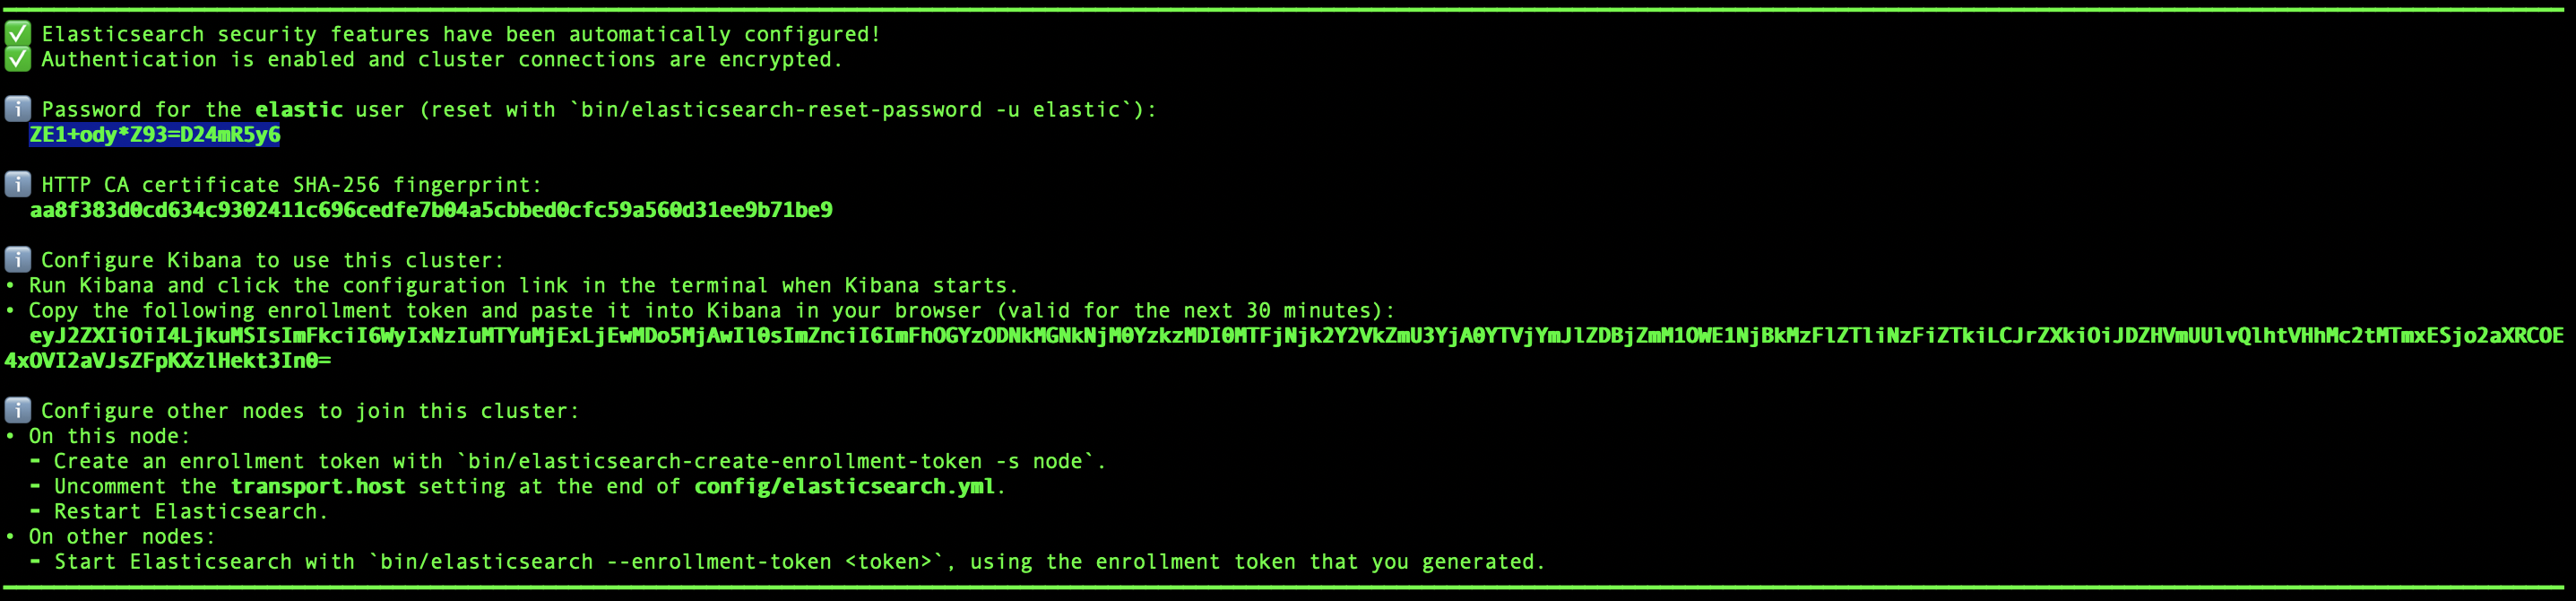 ✅ Elasticsearch security features have been automatically configured!
✅ Authentication is enabled and cluster connections are encrypted.
ℹ️ Password for the elastic user (reset with `bin/elasticsearch-reset-password -u elastic`):
ZE1+ody*Z93=D24mR5y6
ℹ️ HTTP CA certificate SHA-256 fingerprint:
aa8f383d0cd634c9302411c696cedfe7b04a5cbbed0cfc59a560d31ee9b71be9
ℹ️ Configure Kibana to use this cluster:
• Run Kibana and click the configuration link in the terminal when Kibana starts.
• Copy the following enrollment token and paste it into Kibana in your browser (valid for the next 30 minutes):
eyJ2ZXIiOiI4LjkuMSIsImFkciI6WyIxNzIuMTYuMjExLjEwMDo5MjAwIl0sImZnciI6ImFhOGYzODNkMGNkNjM0YzkzMDI0MTFjNjk2Y2VkZmU3YjA0YTVjYmJlZDBjZmM1OWE1NjBkMzFlZTliNzFiZTkiLCJrZXkiOiJDZHVmUUlvQlhtVHhMc2tMTmxESjo2aXRCOE
4xOVI2aVJsZFpKXzlHekt3In0=
ℹ️ Configure other nodes to join this cluster:
• On this node:
- Create an enrollment token with `bin/elasticsearch-create-enrollment-token -s node`.
- Uncomment the transport.host setting at the end of config/elasticsearch.yml.
- Restart Elasticsearch.
• On other nodes:
- Start Elasticsearch with `bin/elasticsearch --enrollment-token <token>`, using the enrollment token that you generated.